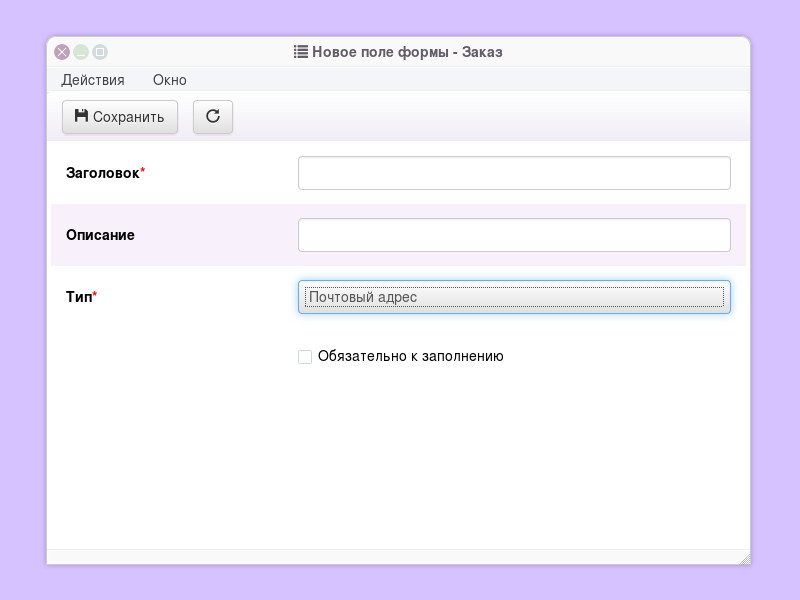 Новое поле формы - Заказ
Действия Окно
Сохранить
Заголовок*
Описание
Тип* Почтовый адрес
Обязательно к заполнению